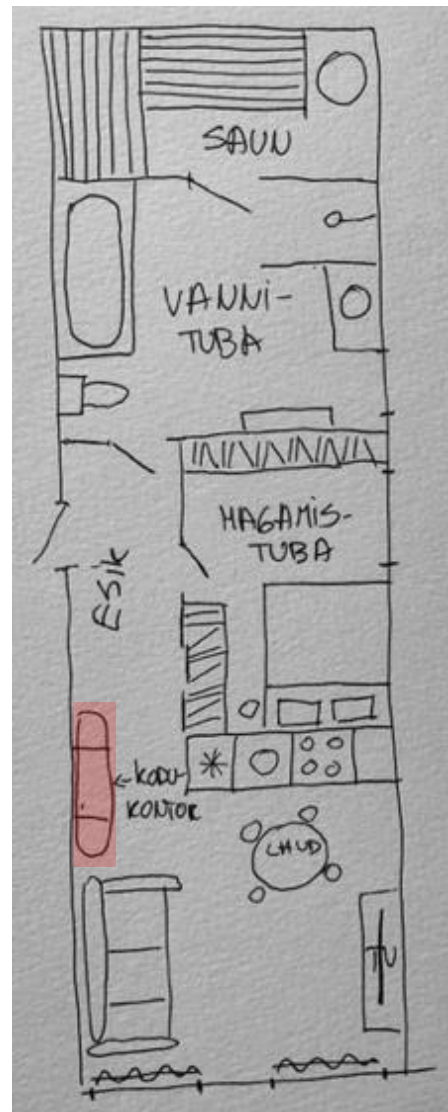 SAUN
VANNI-
TUBA
MAGAMIS-
TUBA
ESIK
KODU-
KONTOR
LAUD
TV